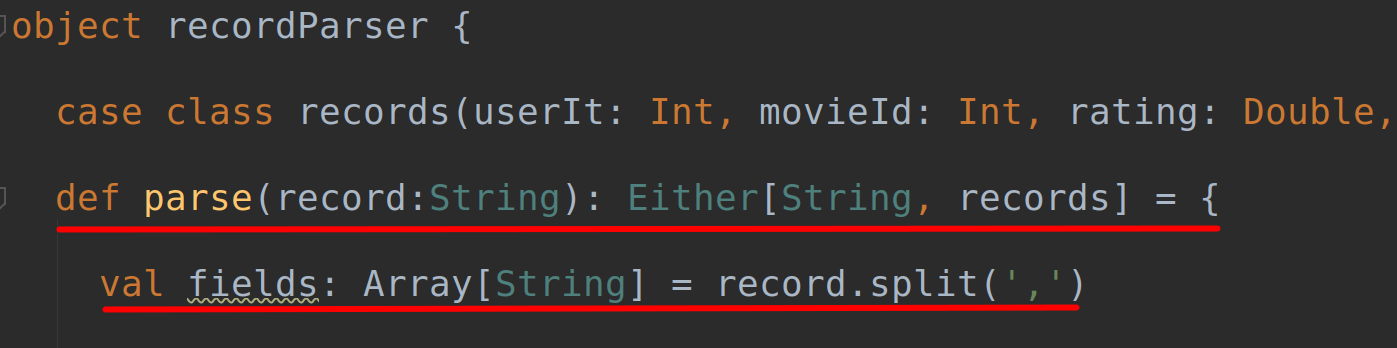 object recordParser {
case class records(userIt: Int, movieId: Int, rating: Double,
def parse(record:String): Either[String, records] = {
val fields: Array[String] = record.split(',')